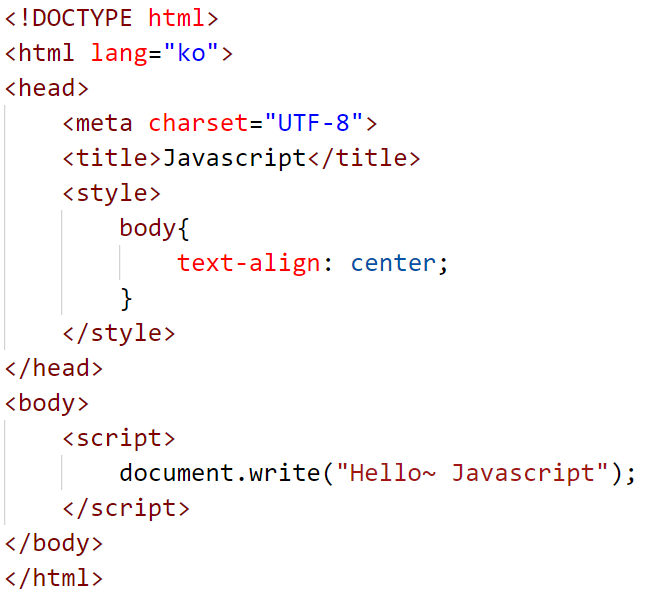 <!DOCTYPE html>
<html lang="ko">
<head>
    <meta charset="UTF-8">
    <title>Javascript</title>
    <style>
        body{
            text-align: center;
        }
    </style>
</head>
<body>
    <script>
        document.write("Hello~ Javascript");
    </script>
</body>
</html>